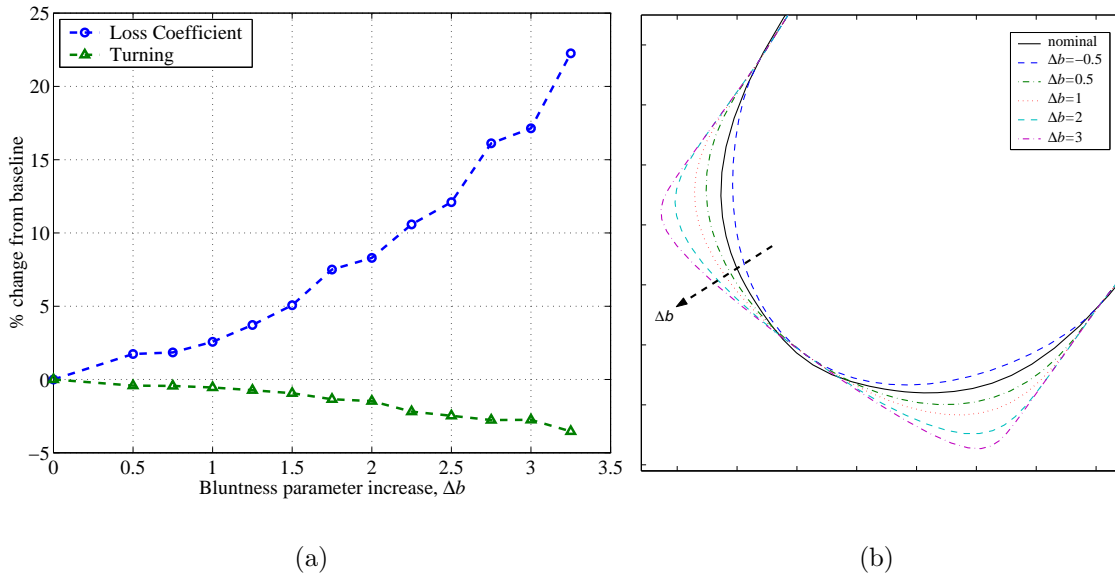 25
20
15
10
5
0
−5
% change from baseline
Loss Coefficient
Turning
0
0.5
1
1.5
2
2.5
3
3.5
Bluntness parameter increase, Δb
(a)
nominal
Δb=−0.5
Δb=0.5
Δb=1
Δb=2
Δb=3
Δb
(b)